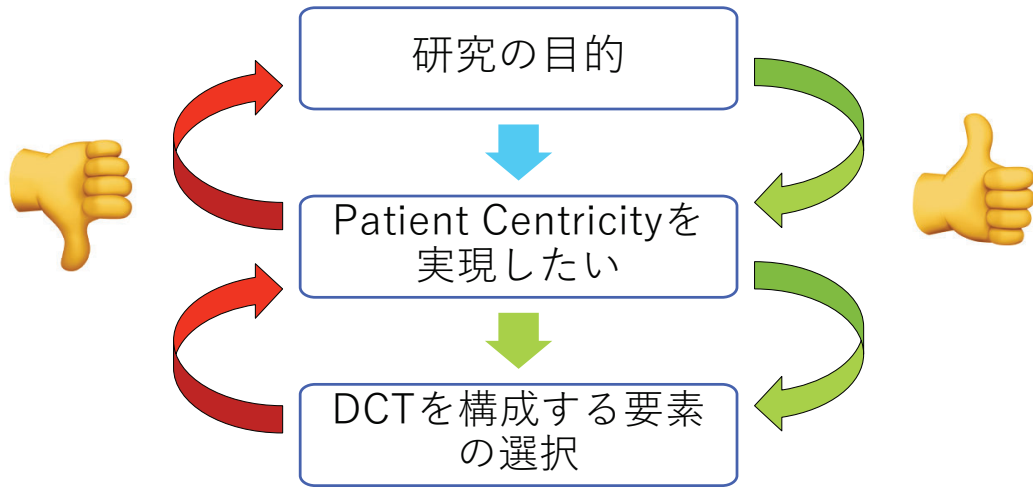 研究の目的
Patient Centricityを
実現したい
DCTを構成する要素
の選択